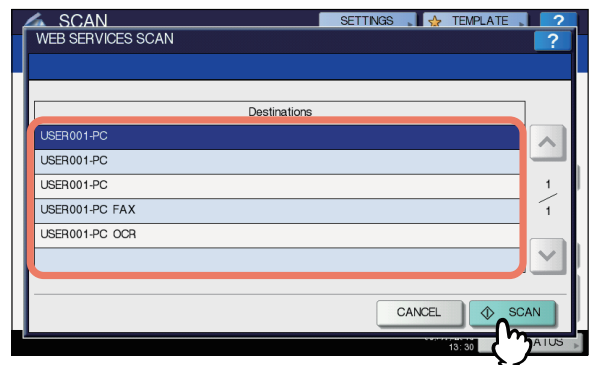 SCAN
SETTINGS
TEMPLATE
?
WEB SERVICES SCAN
?
Destinations
USER001-PC
USER001-PC
USER001-PC
USER001-PC FAX
USER001-PC OCR
1
1
CANCEL
SCAN
13:30